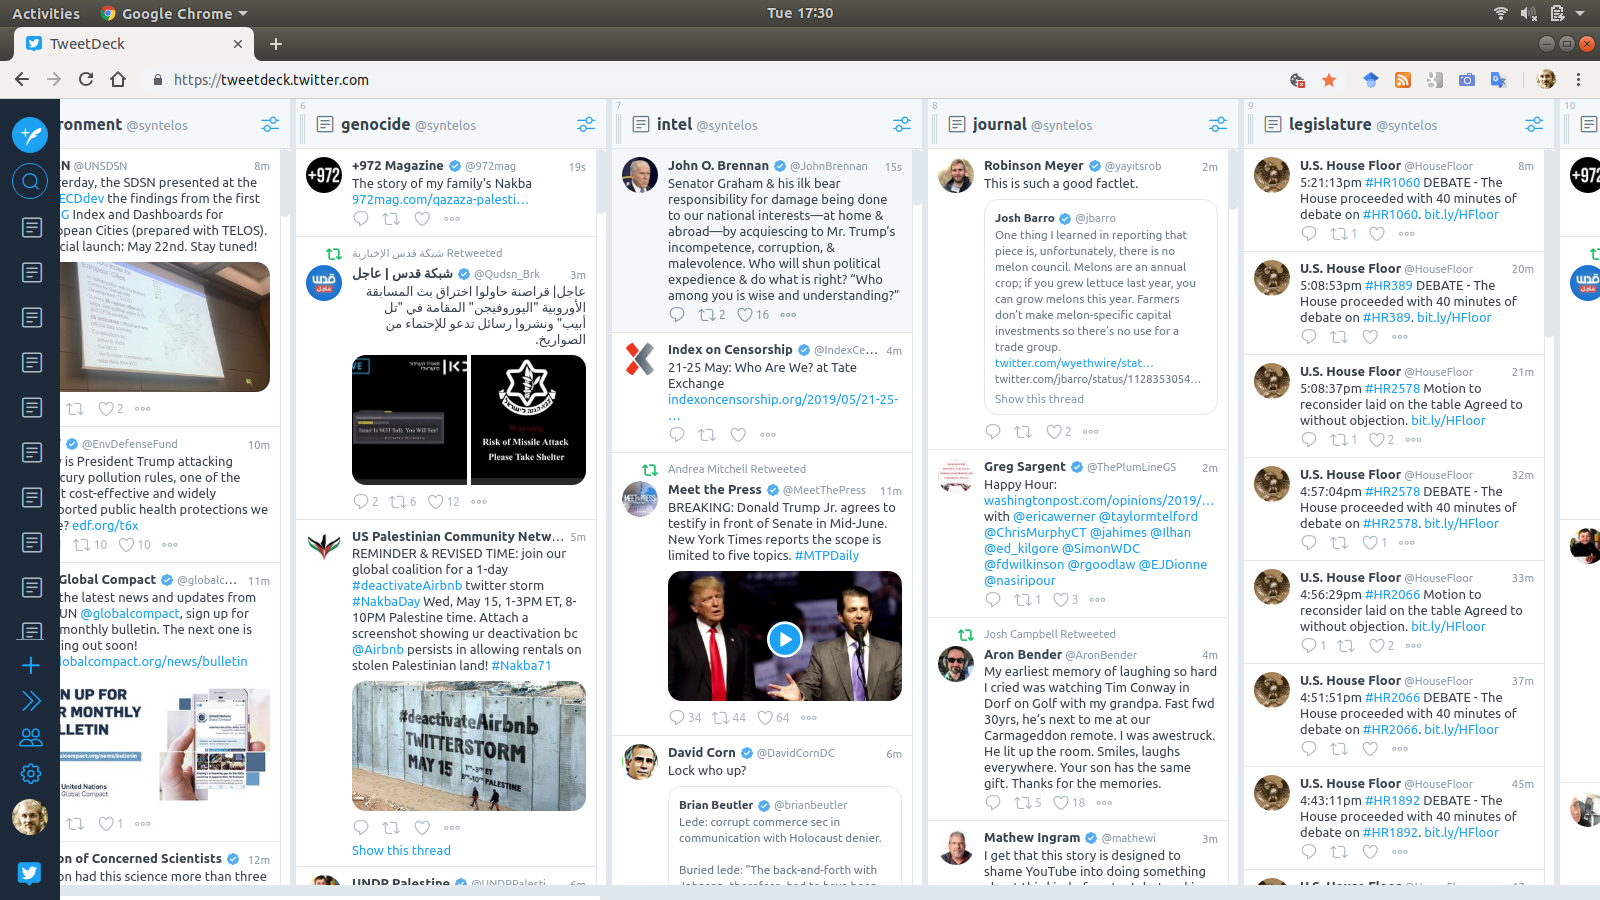 Activities
Google Chrome
Tue 17:30
TweetDeck
https://tweetdeck.twitter.com
ronment @syntelos
N @UNSDSN 8m
terday, the SDSN presented at the
ECDdev the findings from the first
G Index and Dashboards for
pean Cities (prepared with TELOS).
cial launch: May 22nd. Stay tuned!
2
@EnvDefenseFund 10m
y is President Trump attacking
cury pollution rules, one of the
t cost-effective and widely
ported public health protections we
e? edf.org/t6x
10 10
Global Compact @globalc... 11m
the latest news and updates from
UN @globalcompact, sign up for
monthly bulletin. The next one is
ing out soon!
lobalcompact.org/news/bulletin
N UP FOR
R MONTHLY
LLETIN
compact.org/news/bulletin
United Nations
Global Compact
1
on of Concerned Scientists 12m
on had this science more than three
6
genocide @syntelos
+972
+972 Magazine @972mag 19s
The story of my family's Nakba
972mag.com/qazaza-palesti...
شبكة قدس الإخبارية Retweeted
شبكة قدس | عاجل @Qudsn_Brk 3m
عاجل| قراصنة حاولوا اختراق بث المسابقة
الأوروبية "اليوروفيجن" المقامة في "تل
أبيب" ونشروا رسائل تدعو للإحتماء من
الصواريخ.
Israel Is NOT Safe. You Will See!
Warning
Risk of Missile Attack
Please Take Shelter
2 6 12
US Palestinian Community Netw... 5m
REMINDER & REVISED TIME: join our
global coalition for a 1-day
#deactivateAirbnb twitter storm
#NakbaDay Wed, May 15, 1-3PM ET, 8-
10PM Palestine time. Attach a
screenshot showing ur deactivation bc
@Airbnb persists in allowing rentals on
stolen Palestinian land! #Nakba71
#deactivateAirbnb
TWITTERSTORM
MAY 15
1PM-3PM ET
8PM-10PM PALESTINE
Show this thread
UNDP Palestine @UNDPPalesti... 6m
7
intel @syntelos
John O. Brennan @JohnBrennan 15s
Senator Graham & his ilk bear
responsibility for damage being done
to our national interests—at home &
abroad—by acquiescing to Mr. Trump's
incompetence, corruption, &
malevolence. Who will shun political
expedience & do what is right? "Who
among you is wise and understanding?"
2 16
Index on Censorship @IndexCe... 4m
21-25 May: Who Are We? at Tate
Exchange
indexoncensorship.org/2019/05/21-25-
...
Andrea Mitchell Retweeted
Meet the Press @MeetThePress 11m
BREAKING: Donald Trump Jr. agrees to
testify in front of Senate in Mid-June.
New York Times reports the scope is
limited to five topics. #MTPDaily
34 44 64
David Corn @DavidCornDC 6m
Lock who up?
Brian Beutler @brianbeutler
Lede: corrupt commerce sec in
communication with Holocaust denier.
Buried lede: "The back-and-forth with
Johnson, therefore, had to have been
8
journal @syntelos
Robinson Meyer @yayitsrob 2m
This is such a good factlet.
Josh Barro @jbarro
One thing I learned in reporting that
piece is, unfortunately, there is no
melon council. Melons are an annual
crop; if you grew lettuce last year, you
can grow melons this year. Farmers
don't make melon-specific capital
investments so there's no use for a
trade group.
twitter.com/wyethwire/stat...
twitter.com/jbarro/status/1128353054...
Show this thread
2
Greg Sargent @ThePlumLineGS 2m
Happy Hour:
washingtonpost.com/opinions/2019/...
with @ericawerner @taylormtelford
@ChrisMurphyCT @jahimes @Ilhan
@ed_kilgore @SimonWDC
@fdwilkinson @rgoodlaw @EJDionne
@nasiripour
1 3
Josh Campbell Retweeted
Aron Bender @AronBender 4m
My earliest memory of laughing so hard
I cried was watching Tim Conway in
Dorf on Golf with my grandpa. Fast fwd
30yrs, he's next to me at our
Carmageddon remote. I was awestruck.
He lit up the room. Smiles, laughs
everywhere. Your son has the same
gift. Thanks for the memories.
5 18
Mathew Ingram @mathewi 3m
I get that this story is designed to
shame YouTube into doing something
9
legislature @syntelos
U.S. House Floor @HouseFloor 8m
5:21:13pm #HR1060 DEBATE - The
House proceeded with 40 minutes of
debate on #HR1060. bit.ly/HFloor
1
U.S. House Floor @HouseFloor 20m
5:08:53pm #HR389 DEBATE - The
House proceeded with 40 minutes of
debate on #HR389. bit.ly/HFloor
U.S. House Floor @HouseFloor 21m
5:08:37pm #HR2578 Motion to
reconsider laid on the table Agreed to
without objection. bit.ly/HFloor
1 2
U.S. House Floor @HouseFloor 32m
4:57:04pm #HR2578 DEBATE - The
House proceeded with 40 minutes of
debate on #HR2578. bit.ly/HFloor
1
U.S. House Floor @HouseFloor 33m
4:56:29pm #HR2066 Motion to
reconsider laid on the table Agreed to
without objection. bit.ly/HFloor
1 2
U.S. House Floor @HouseFloor 37m
4:51:51pm #HR2066 DEBATE - The
House proceeded with 40 minutes of
debate on #HR2066. bit.ly/HFloor
U.S. House Floor @HouseFloor 45m
4:43:11pm #HR1892 DEBATE - The
House proceeded with 40 minutes of
debate on #HR1892. bit.ly/HFloor
10
+972